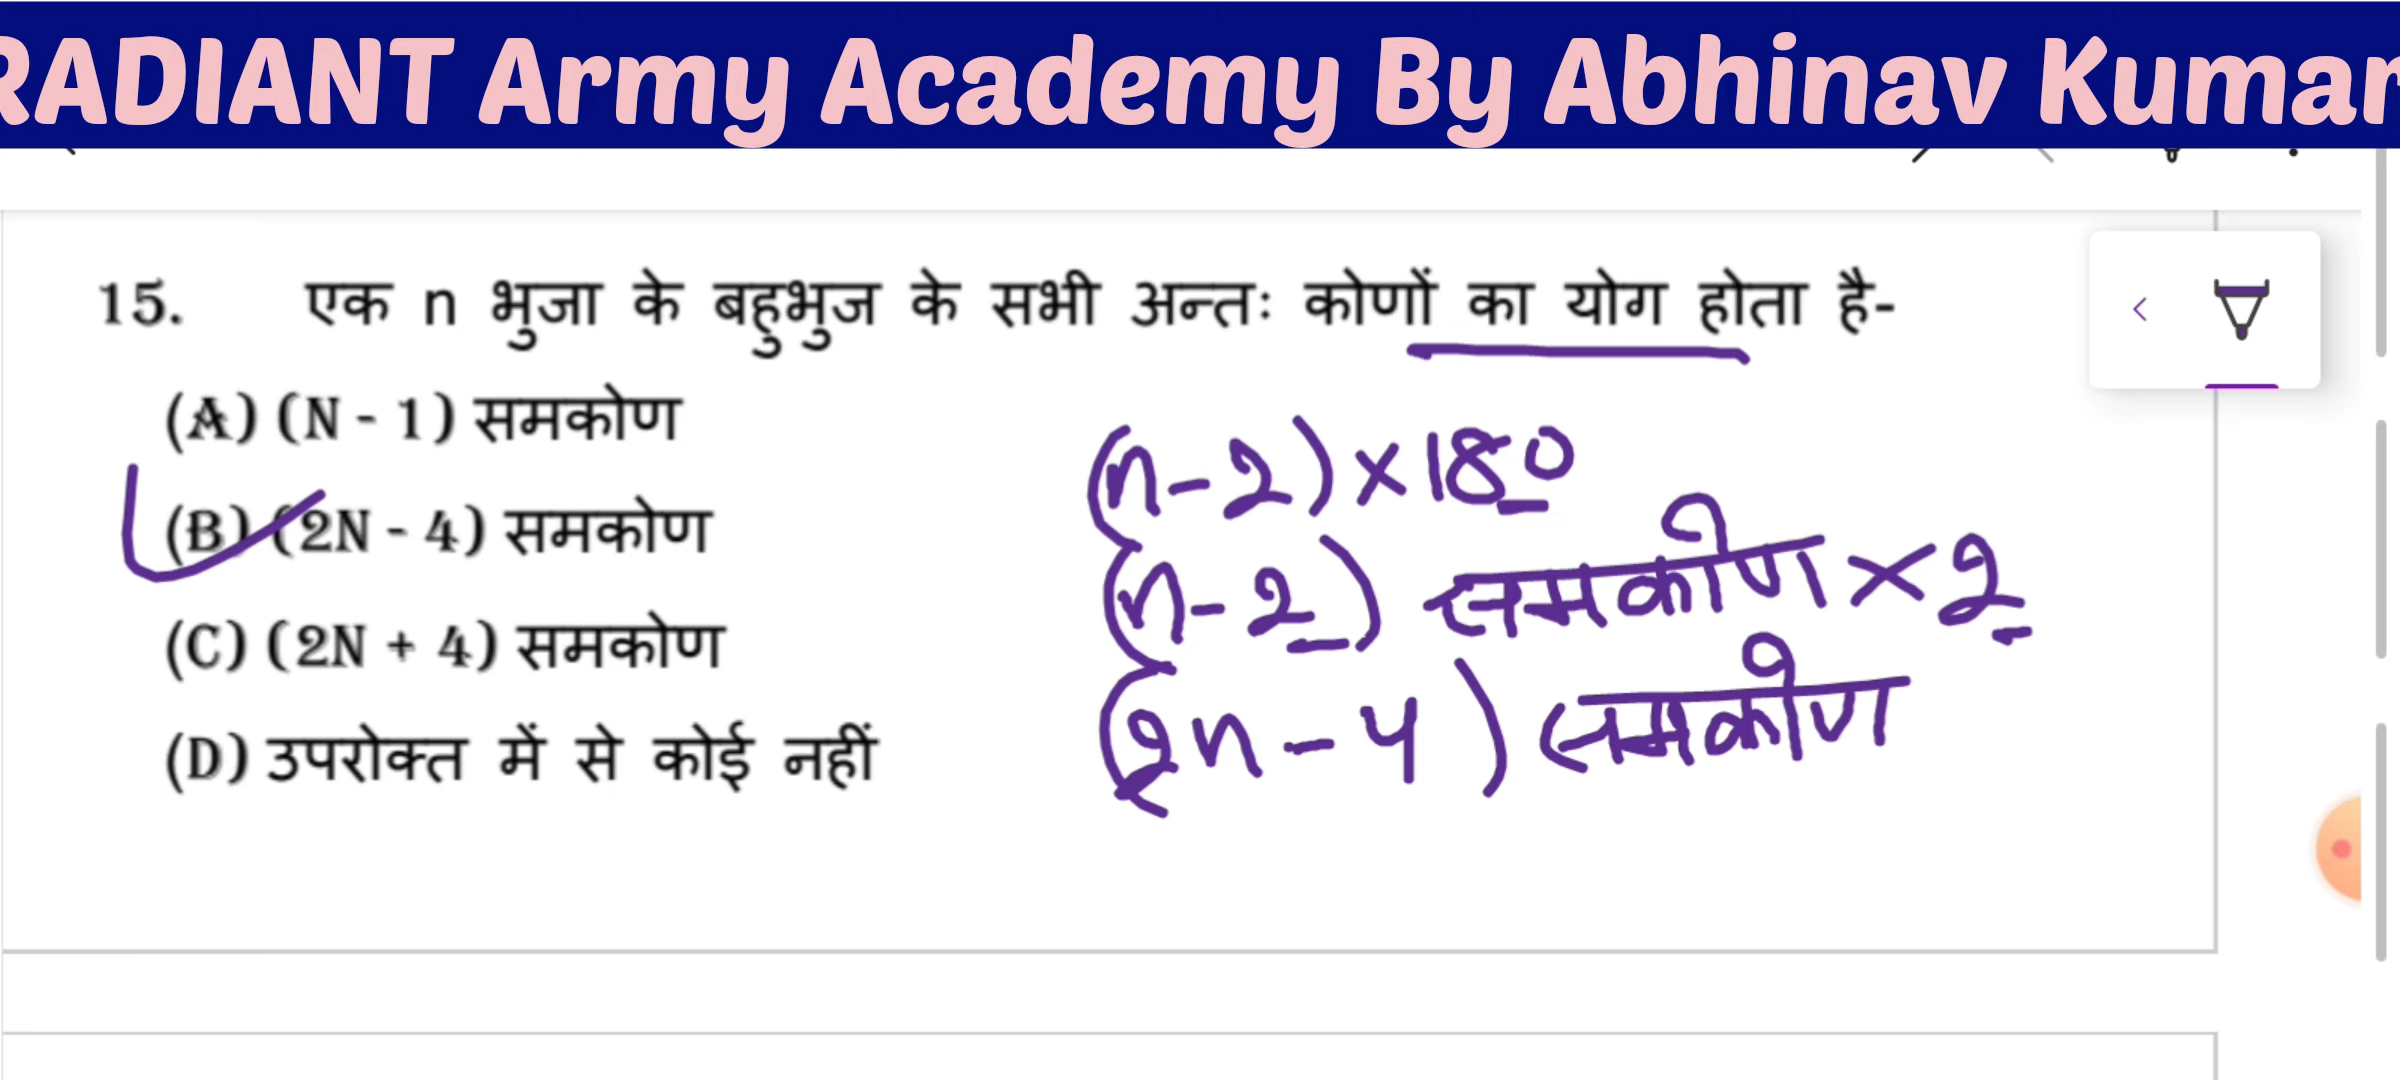 RADIANT Army Academy By Abhinav Kumar
15. एक n भुजा के बहुभुज के सभी अन्तः कोणों का योग होता है-
(A) (N - 1) समकोण
(B) (2N - 4) समकोण
(C) (2N + 4) समकोण
(D) उपरोक्त में से कोई नहीं
(n-2)×180
(n-2) समकोण×2
(2n-4) समकोण